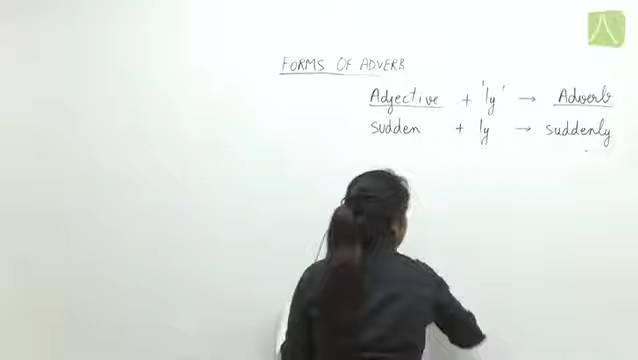 FORMS OF ADVERB
Adjective + 'ly' → Adverb
sudden + ly → suddenly